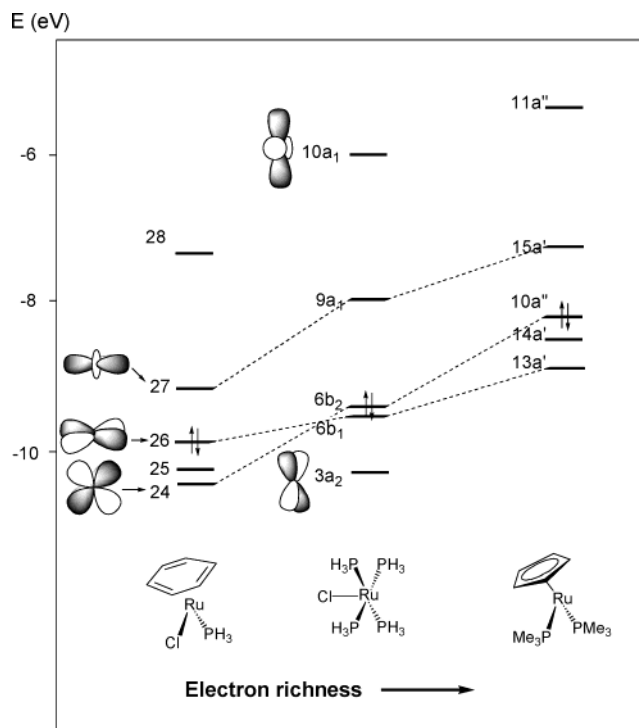 E (eV)
11a"
-6
10a₁
28
15a'
-8
9a₁
10a"
14a'
27
13a'
6b₂
26
6b₁
-10
25
3a₂
24
Ru
Cl
PH₃
H₃P
PH₃
Cl
Ru
H₃P
PH₃
Ru
Me₃P
PMe₃
Electron richness